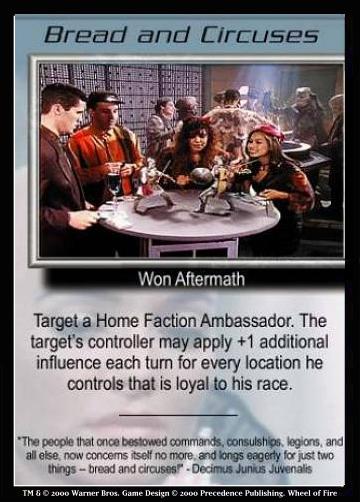 Bread and Circuses
Won Aftermath
Target a Home Faction Ambassador. The
target's controller may apply +1 additional
influence each turn for every location he
controls that is loyal to his race.
"The people that once bestowed commands, consulships, legions, and
all else, now concerns itself no more, and longs eagerly for just two
things -- bread and circuses!" - Decimus Junius Juvenalis
TM & © 2000 Warner Bros. Game Design © 2000 Precedence Publishing. Wheel of Fire